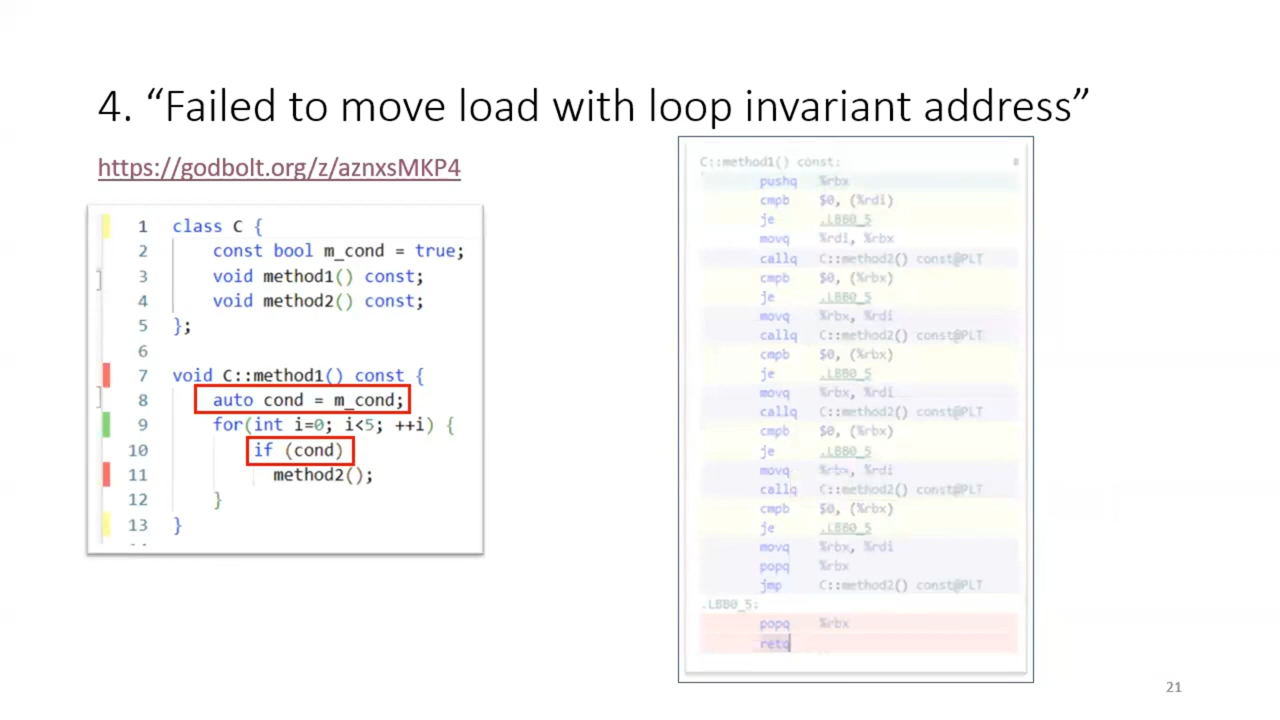 4. “Failed to move load with loop invariant address”
https://godbolt.org/z/aznxsMKP4
1 class C {
2 const bool m_cond = true;
3 void method1() const;
4 void method2() const;
5 };
6
7 void C::method1() const {
8 auto cond = m_cond;
9 for(int i=0; i<5; ++i) {
10 if (cond)
11 method2();
12 }
13 }
C::method1() const:
pushq %rbx
cmpb $0, (%rdi)
je .LBB0_5
movq %rdi, %rbx
callq C::method2() const@PLT
cmpb $0, (%rbx)
je .LBB0_5
movq %rbx, %rdi
callq C::method2() const@PLT
cmpb $0, (%rbx)
je .LBB0_5
movq %rbx, %rdi
callq C::method2() const@PLT
cmpb $0, (%rbx)
je .LBB0_5
movq %rbx, %rdi
callq C::method2() const@PLT
cmpb $0, (%rbx)
je .LBB0_5
movq %rbx, %rdi
popq %rbx
jmp C::method2() const@PLT
.LBB0_5:
popq %rbx
retq
21